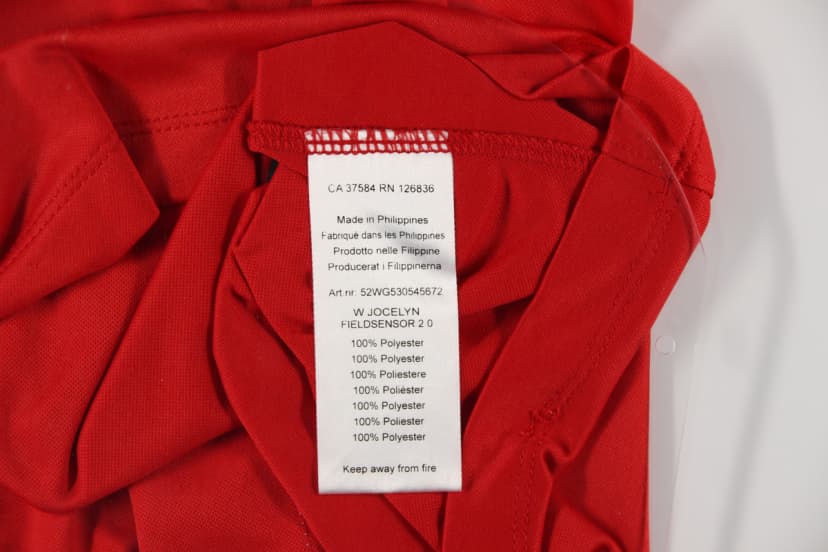 CA 37584 RN 126836
Made in Philippines
Fabriqué dans les Philippines
Prodotto nelle Filippine
Producerat i Filippinerna
Art.nr: 52WG530545672
W JOCELYN
FIELDSENSOR 2.0
100% Polyester
100% Polyester
100% Poliestere
100% Polièster
100% Polyester
100% Poliester
100% Polyester
Keep away from fire